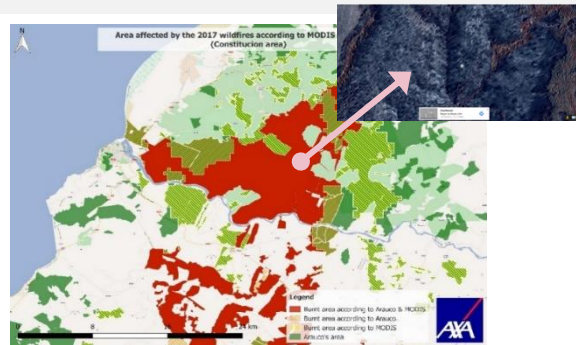 N
Area affected by the 2017 wildfires according to MODIS
(Constitucion area)
0 8 24 km
Legend
Burnt area according to Arauco & MODIS
Burnt area according to Arauco
Burnt area according to MODIS
Arauco's area
AXA